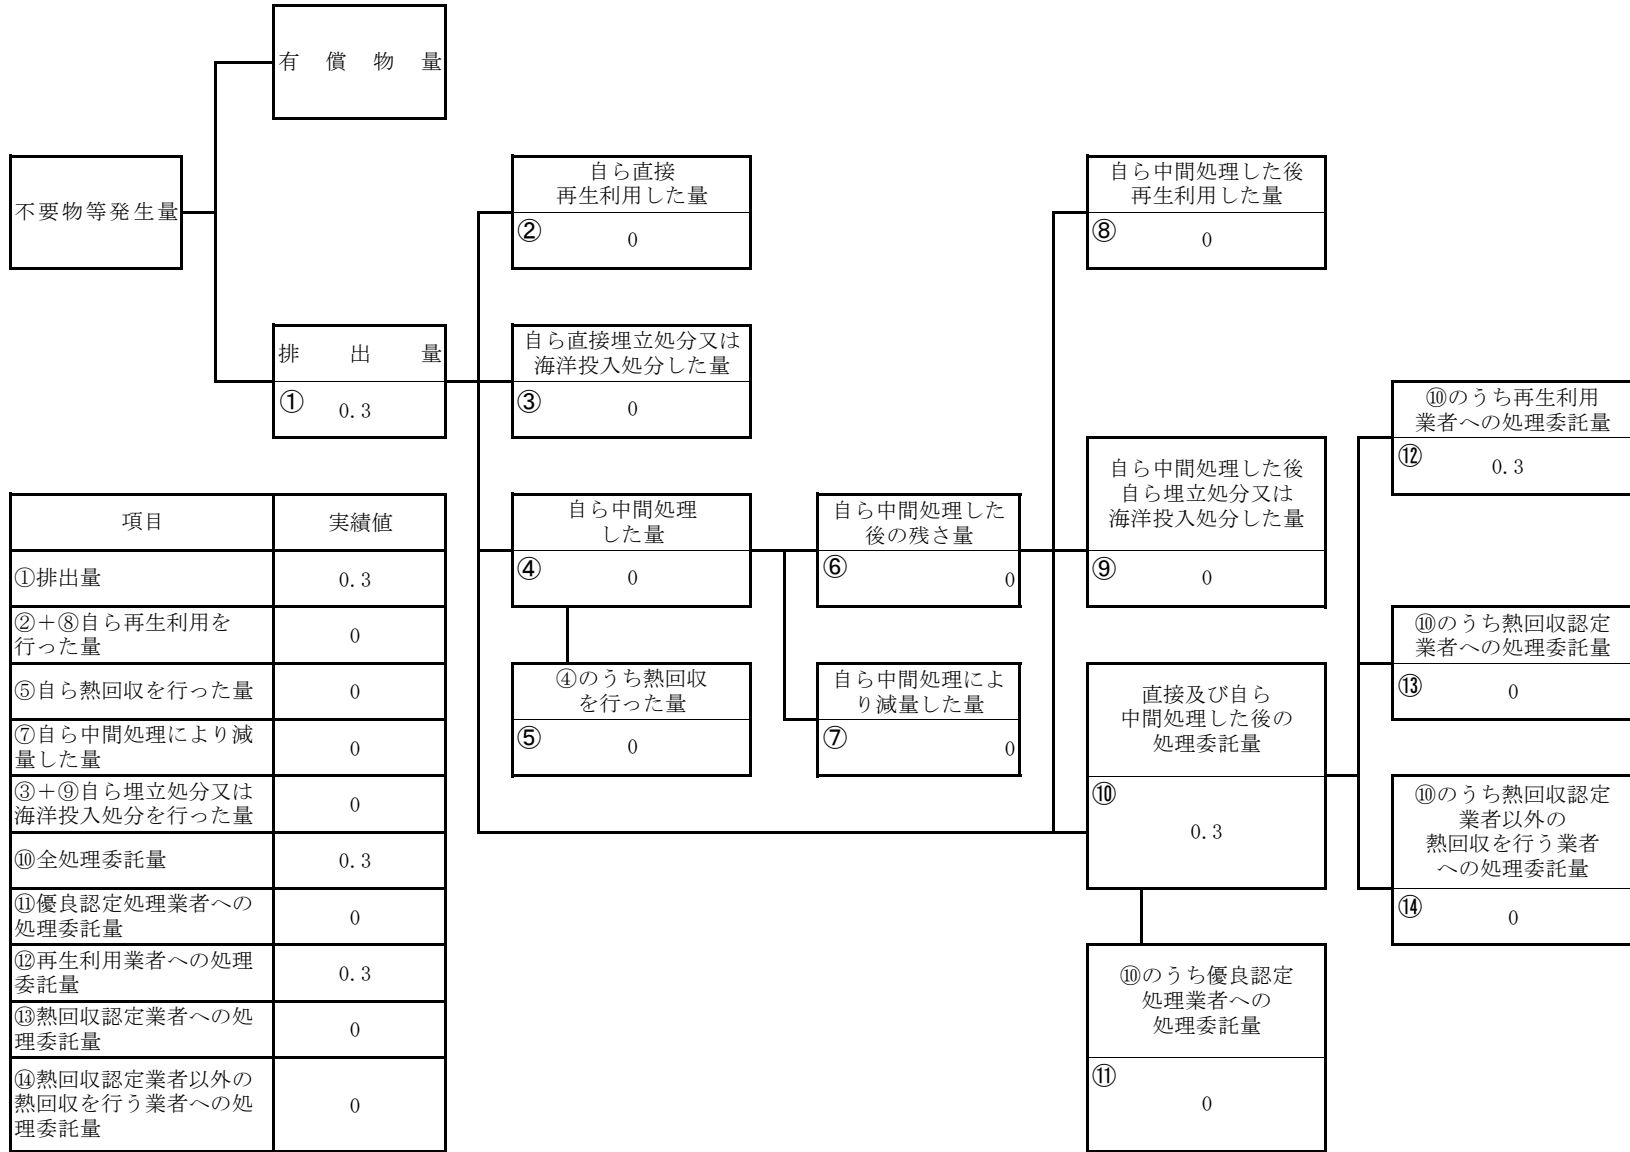 有償物量
不要物等発生量
排出量
①
0.3
自ら直接
再生利用した量
②
0
自ら直接埋立処分又は
海洋投入処分した量
③
0
自ら中間処理
した量
④
0
④のうち熱回収
を行った量
⑤
0
自ら中間処理した
後の残さ量
⑥
0
自ら中間処理によ
り減量した量
⑦
0
自ら中間処理した後
再生利用した量
⑧
0
自ら中間処理した後
自ら埋立処分又は
海洋投入処分した量
⑨
0
直接及び自ら
中間処理した後の
処理委託量
⑩
0.3
⑩のうち優良認定
処理業者への
処理委託量
⑪
0
⑩のうち再生利用
業者への処理委託量
⑫
0.3
⑩のうち熱回収認定
業者への処理委託量
⑬
0
⑩のうち熱回収認定
業者以外の
熱回収を行う業者
への処理委託量
⑭
0
項目 実績値
①排出量 0.3
②＋⑧自ら再生利用を
行った量 0
⑤自ら熱回収を行った量 0
⑦自ら中間処理により減
量した量 0
③＋⑨自ら埋立処分又は
海洋投入処分を行った量 0
⑩全処理委託量 0.3
⑪優良認定処理業者への
処理委託量 0
⑫再生利用業者への処理
委託量 0.3
⑬熱回収認定業者への処
理委託量 0
⑭熱回収認定業者以外の
熱回収を行う業者への処
理委託量 0